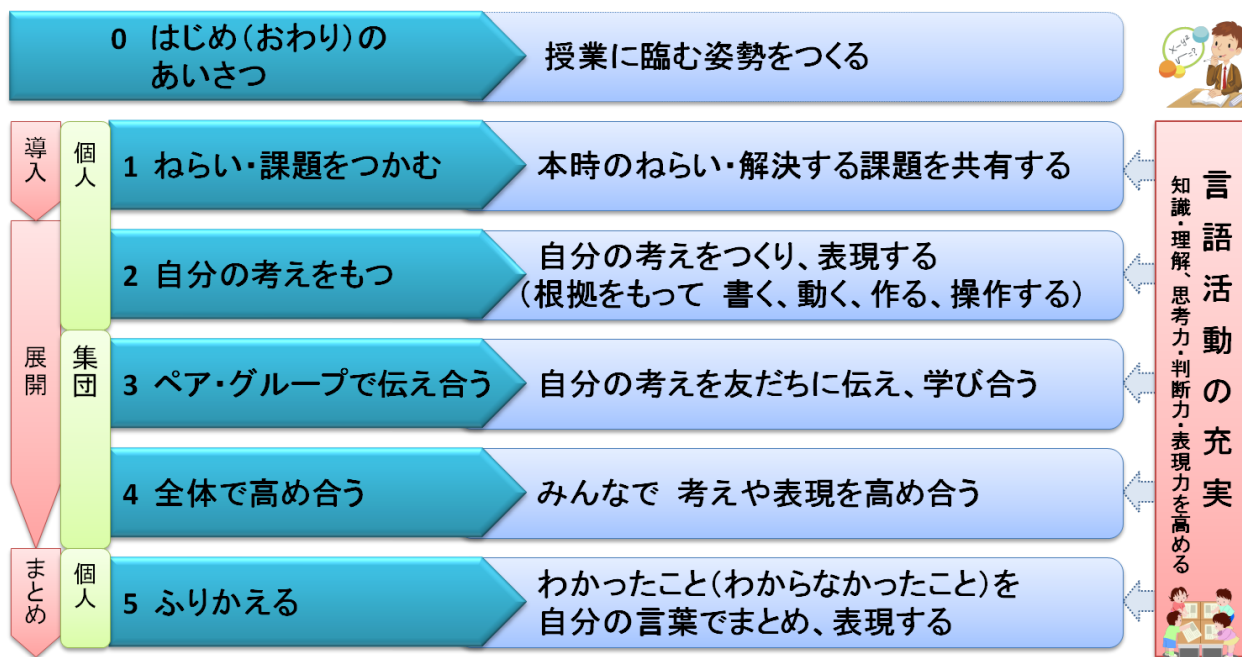 0 はじめ(おわり)の
あいさつ
授業に臨む姿勢をつくる
導入
個人
1 ねらい・課題をつかむ
本時のねらい・解決する課題を共有する
2 自分の考えをもつ
自分の考えをつくり、表現する
(根拠をもって 書く、動く、作る、操作する)
展開
集団
3 ペア・グループで伝え合う
自分の考えを友だちに伝え、学び合う
4 全体で高め合う
みんなで 考えや表現を高め合う
まとめ
個人
5 ふりかえる
わかったこと(わからなかったこと)を
自分の言葉でまとめ、表現する
言語活動の充実
知識・理解、思考力・判断力・表現力を高める